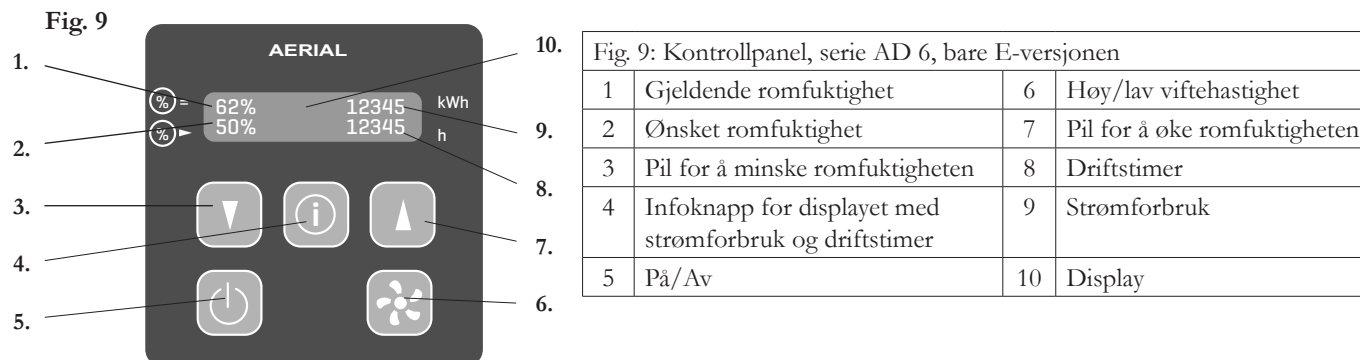 Fig. 9
AERIAL
1.
10.
% = 62% 12345 kWh
9.
2.
% ► 50% 12345 h
8.
3.
i
7.
4.
5.
6.
Fig. 9: Kontrollpanel, serie AD 6, bare E-versjonen
1 Gjeldende romfuktighet 6 Høy/lav viftehastighet
2 Ønsket romfuktighet 7 Pil for å øke romfuktigheten
3 Pil for å minske romfuktigheten 8 Driftstimer
4 Infoknapp for displayet med 9 Strømforbruk
strømforbruk og driftstimer
5 På/Av 10 Display